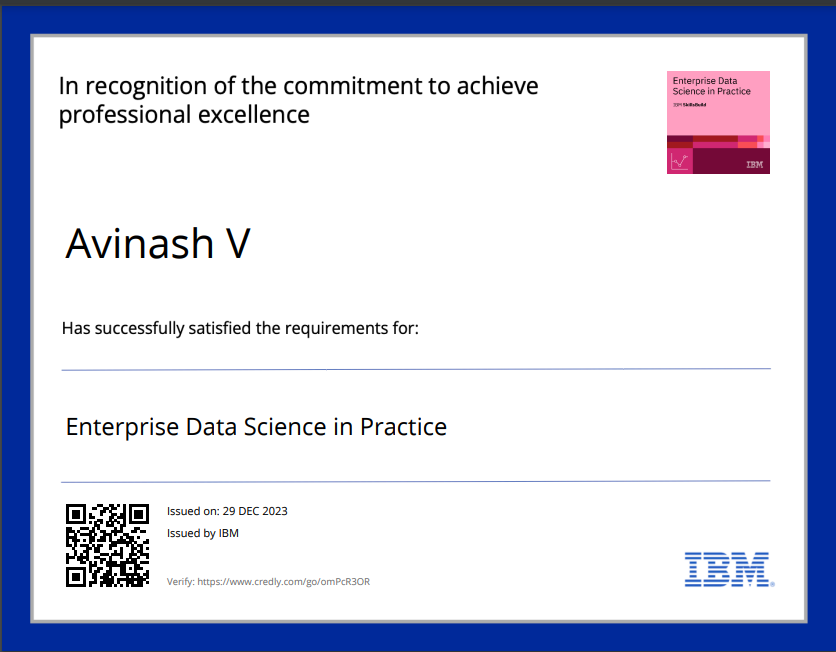 In recognition of the commitment to achieve
professional excellence
Enterprise Data
Science in Practice
IBM SkillsBuild
IBM
Avinash V
Has successfully satisfied the requirements for:
Enterprise Data Science in Practice
Issued on: 29 DEC 2023
Issued by IBM
Verify: https://www.credly.com/go/omPcR3OR
IBM®